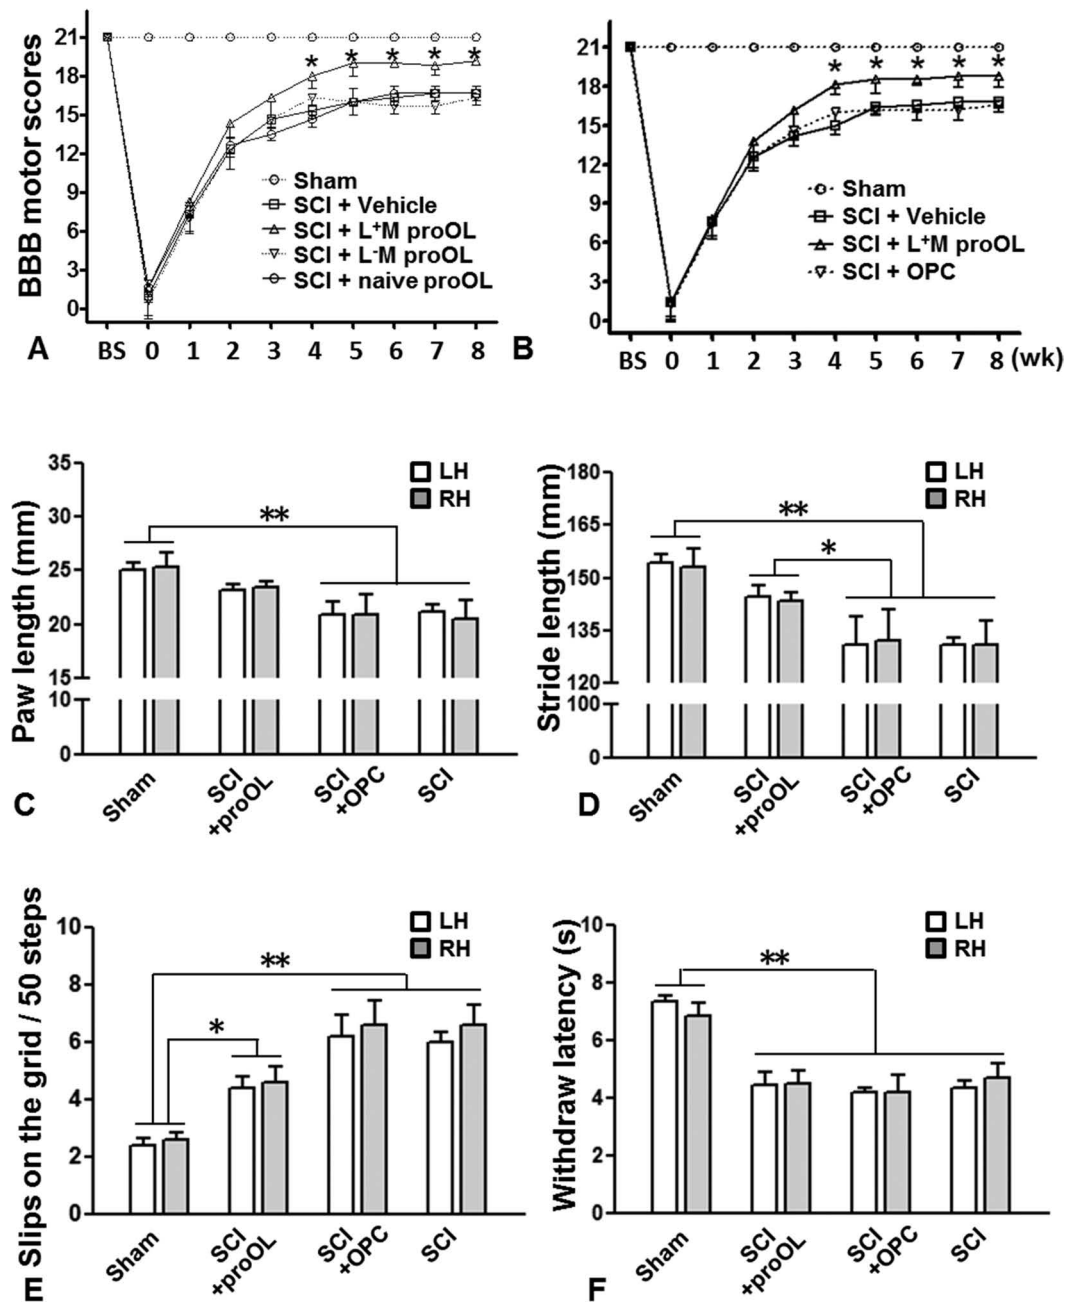 BBB motor scores
21
18
15
12
9
6
3
0
* * * * *
Sham
SCI + Vehicle
SCI + L⁺M proOL
SCI + L⁻M proOL
SCI + naive proOL
A
BS 0 1 2 3 4 5 6 7 8
21
18
15
12
9
6
3
0
* * * * *
Sham
SCI + Vehicle
SCI + L⁺M proOL
SCI + OPC
B
BS 0 1 2 3 4 5 6 7 8 (wk)
Paw length (mm)
35
30
25
20
15
10
0
LH
RH
**
Sham
SCI
+proOL
SCI
+OPC
SCI
C
Stride length (mm)
180
165
150
135
120
100
0
LH
RH
**
*
Sham
SCI
+proOL
SCI
+OPC
SCI
D
Slips on the grid / 50 steps
10
8
6
4
2
0
LH
RH
**
*
Sham
SCI
+proOL
SCI
+OPC
SCI
E
Withdraw latency (s)
10
8
6
4
2
0
LH
RH
**
Sham
SCI
+proOL
SCI
+OPC
SCI
F